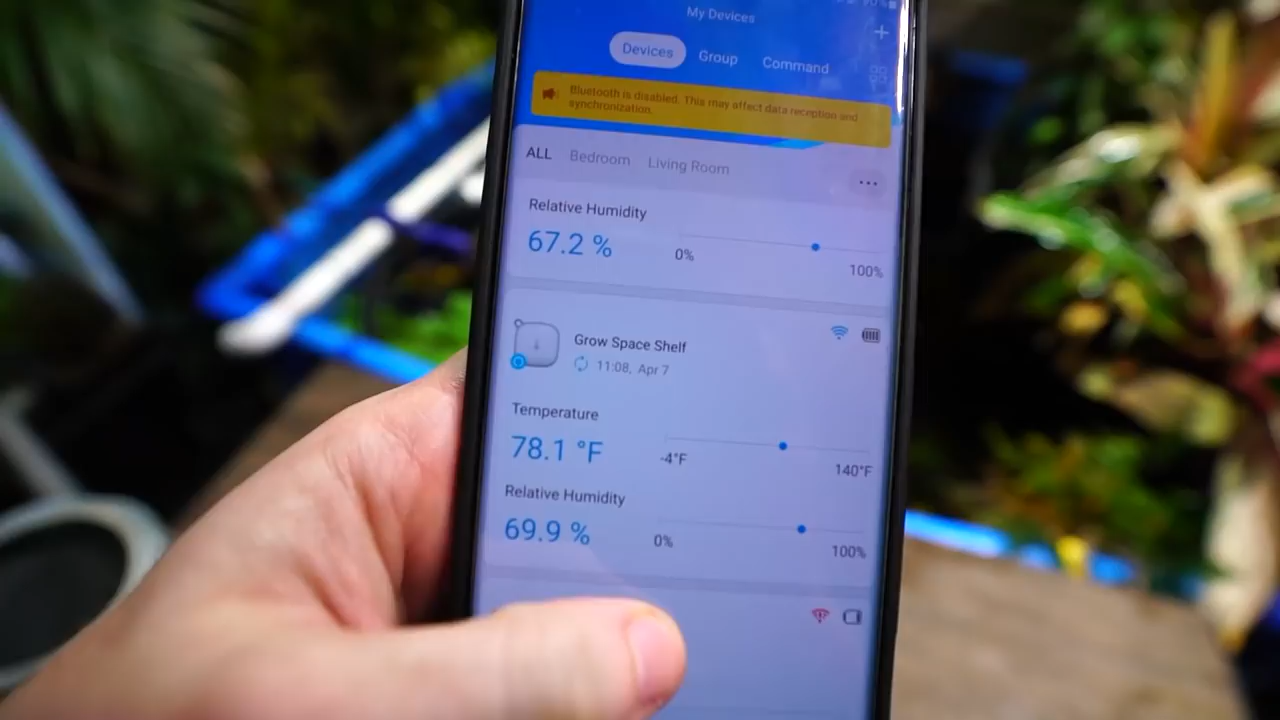 My Devices
Devices Group Command
Bluetooth is disabled. This may affect data reception and
synchronization.
ALL Bedroom Living Room
Relative Humidity
67.2 %
0% 100%
Grow Space Shelf
11:08, Apr 7
Temperature
78.1 °F
-4°F 140°F
Relative Humidity
69.9 %
0% 100%